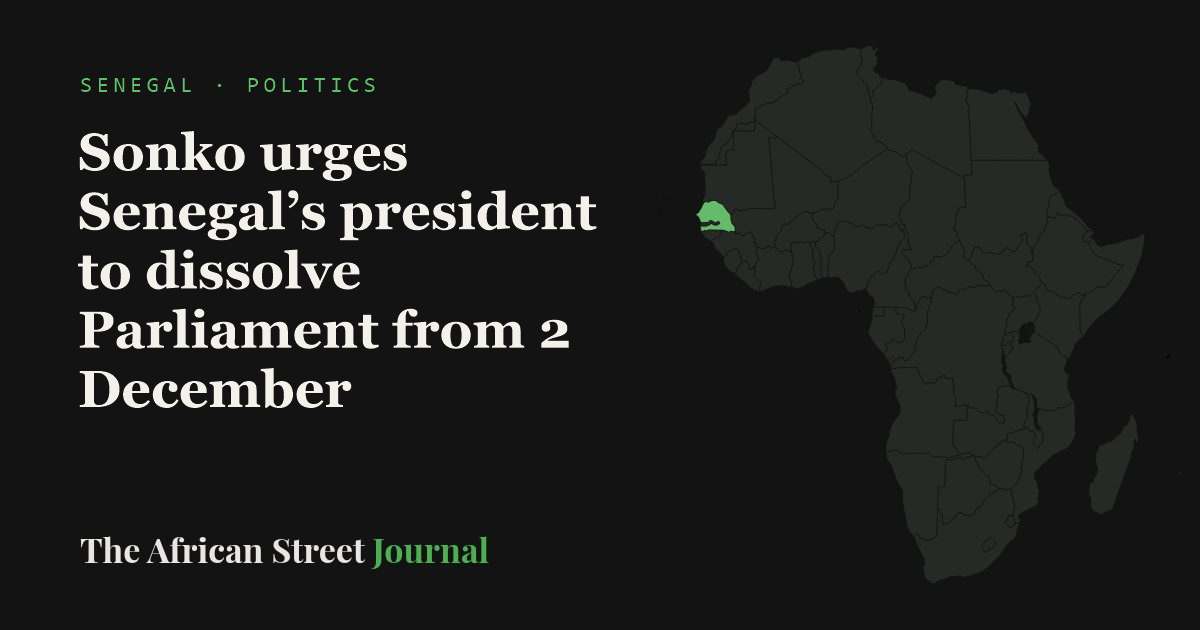 SENEGAL · POLITICS
Sonko urges
Senegal’s president
to dissolve
Parliament from 2
December
The African Street Journal